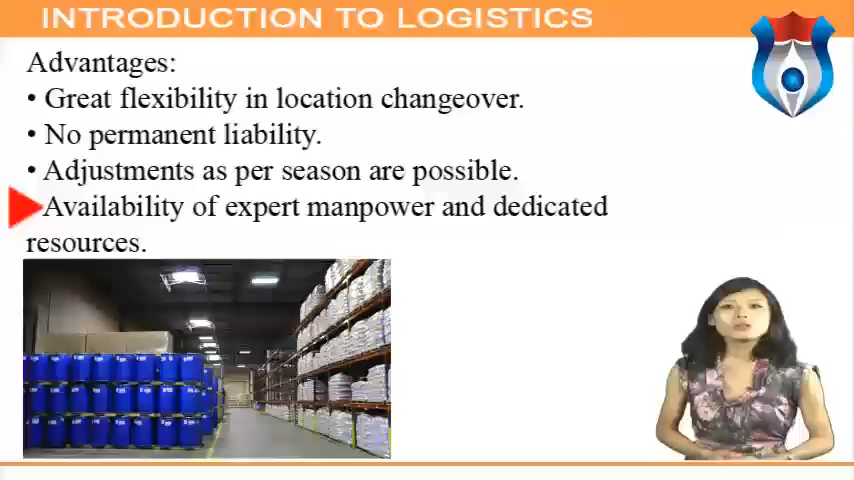 INTRODUCTION TO LOGISTICS
Advantages:
• Great flexibility in location changeover.
• No permanent liability.
• Adjustments as per season are possible.
Availability of expert manpower and dedicated
resources.